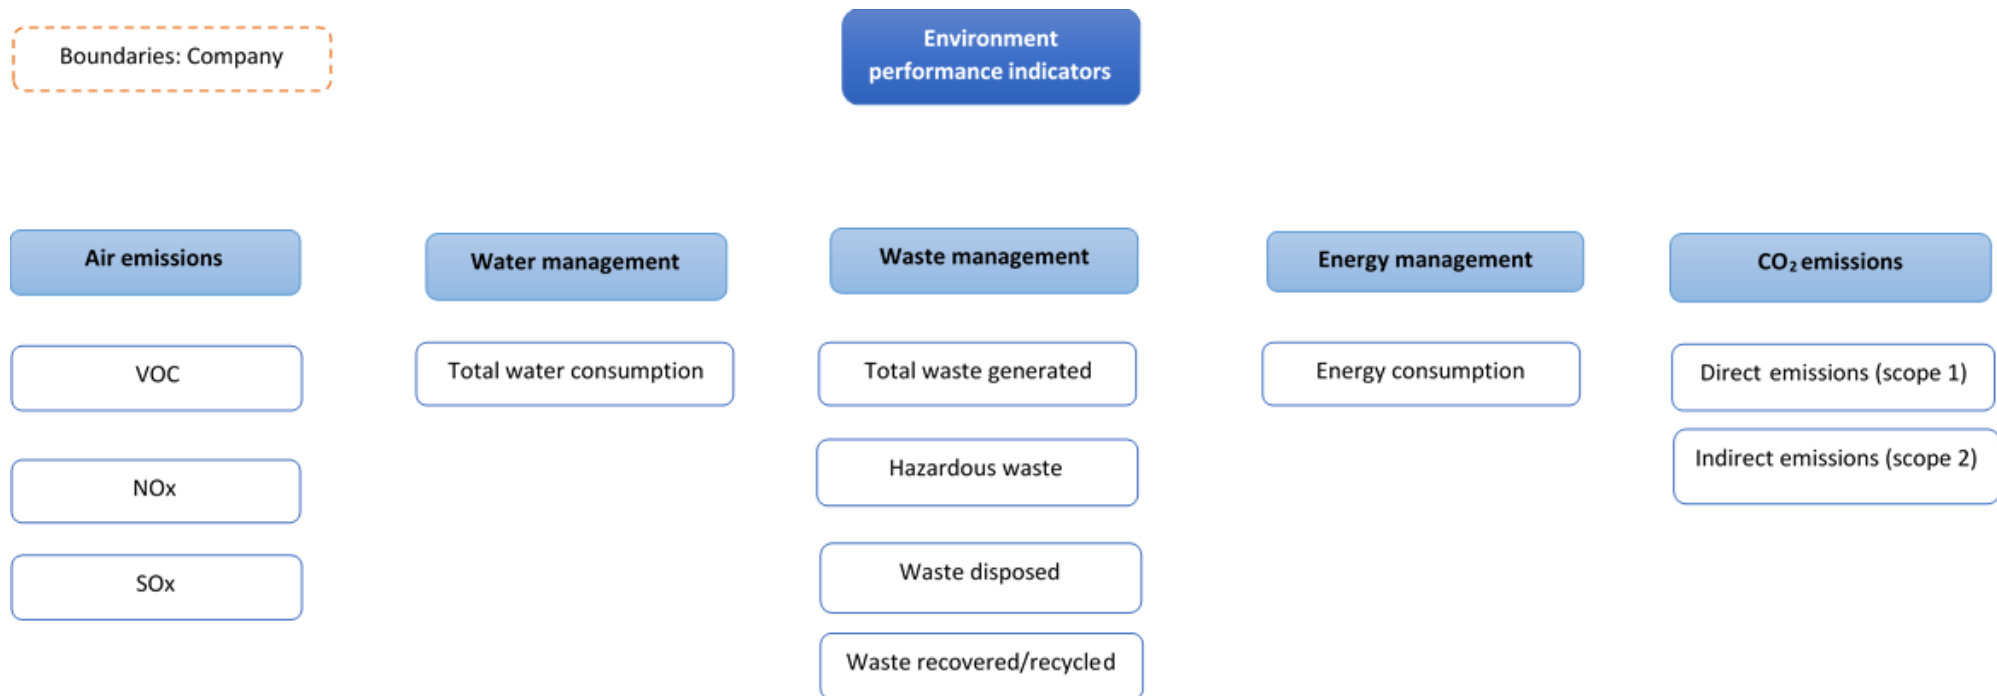 Boundaries: Company
Environment
performance indicators
Air emissions
Water management
Waste management
Energy management
CO₂ emissions
VOC
Total water consumption
Total waste generated
Energy consumption
Direct emissions (scope 1)
NOx
Hazardous waste
Indirect emissions (scope 2)
SOx
Waste disposed
Waste recovered/recycled